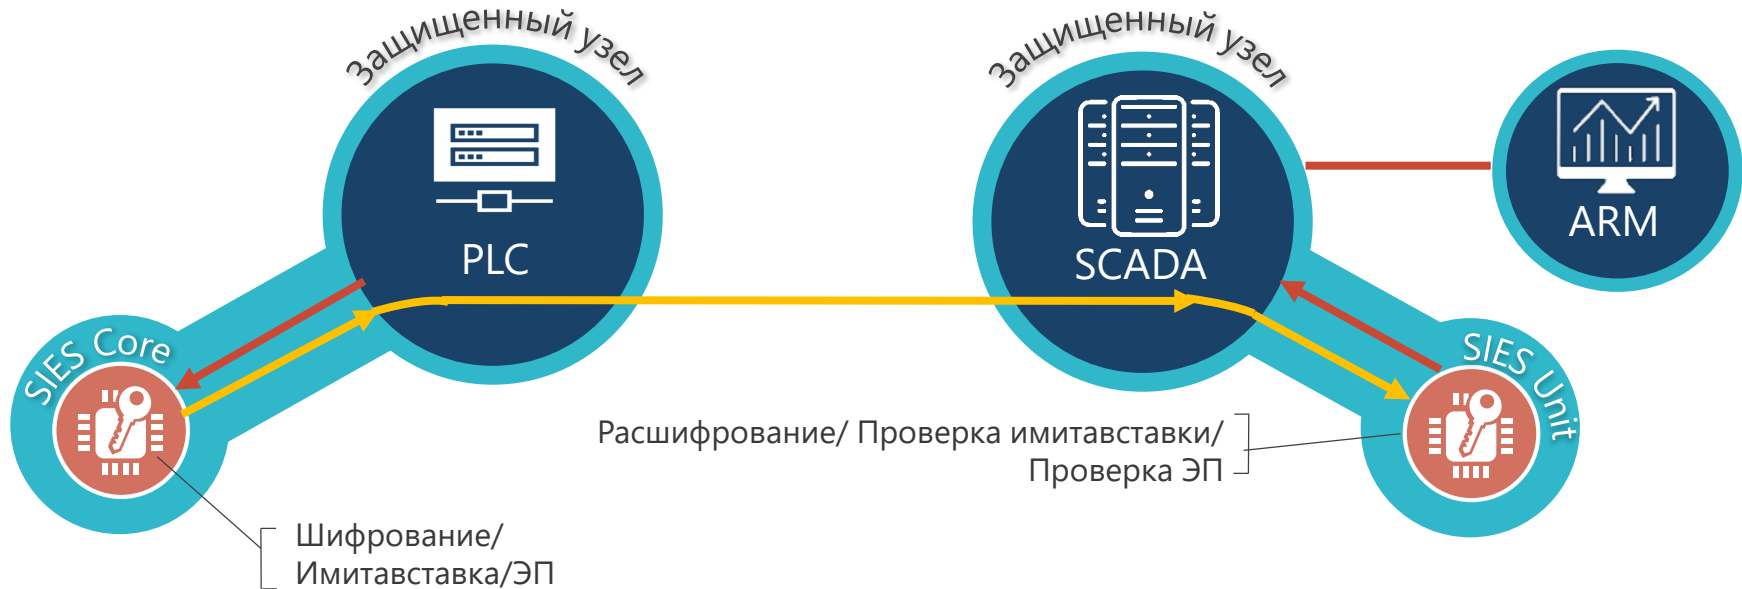 Защищенный узел
Защищенный узел
PLC
SCADA
ARM
SIES Core
SIES Unit
Расшифрование/ Проверка имитавставки/
Проверка ЭП
Шифрование/
Имитавставка/ЭП